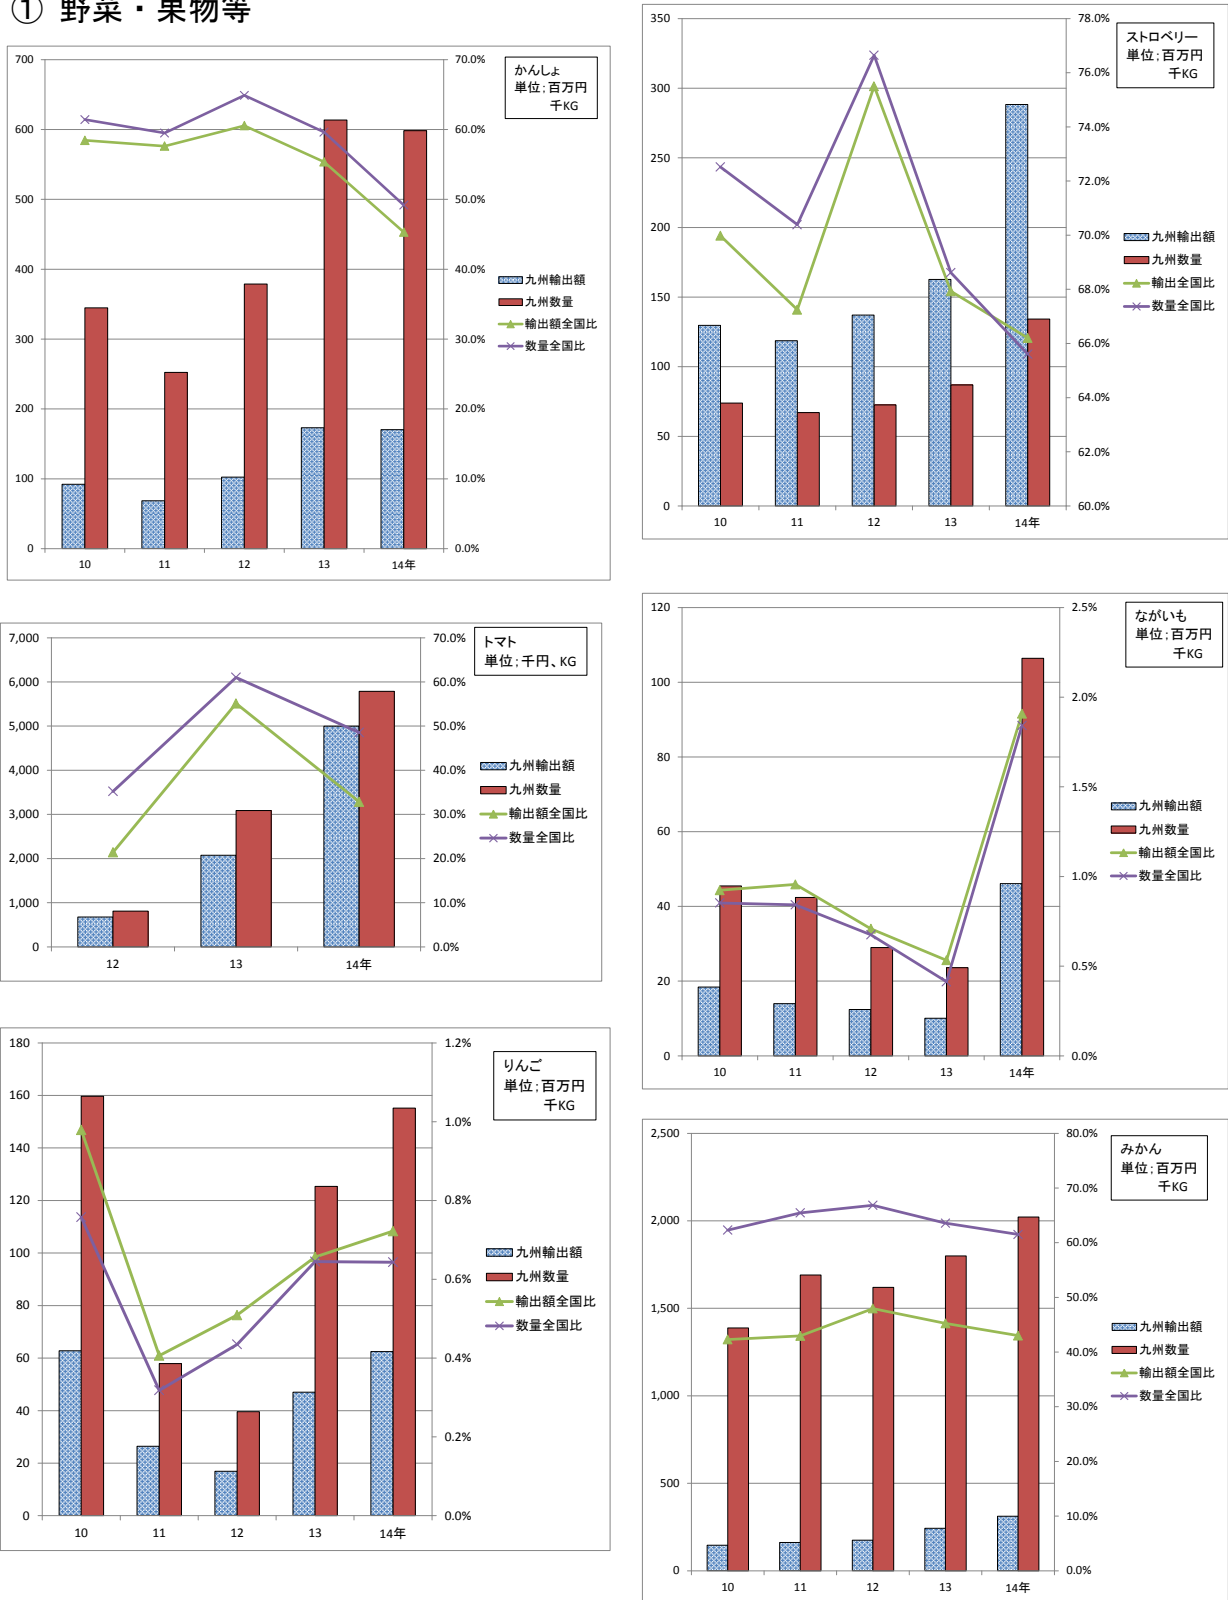 ① 野菜・果物等
かんしょ
単位;百万円
千KG
700
600
500
400
300
200
100
0
70.0%
60.0%
50.0%
40.0%
30.0%
20.0%
10.0%
0.0%
10 11 12 13 14年
九州輸出額
九州数量
輸出額全国比
数量全国比
ストロベリー
単位;百万円
千KG
350
300
250
200
150
100
50
0
78.0%
76.0%
74.0%
72.0%
70.0%
68.0%
66.0%
64.0%
62.0%
60.0%
10 11 12 13 14年
九州輸出額
九州数量
輸出全国比
数量全国比
トマト
単位;千円、KG
7,000
6,000
5,000
4,000
3,000
2,000
1,000
0
70.0%
60.0%
50.0%
40.0%
30.0%
20.0%
10.0%
0.0%
12 13 14年
九州輸出額
九州数量
輸出額全国比
数量全国比
ながいも
単位;百万円
千KG
120
100
80
60
40
20
0
2.5%
2.0%
1.5%
1.0%
0.5%
0.0%
10 11 12 13 14年
九州輸出額
九州数量
輸出額全国比
数量全国比
りんご
単位;百万円
千KG
180
160
140
120
100
80
60
40
20
0
1.2%
1.0%
0.8%
0.6%
0.4%
0.2%
0.0%
10 11 12 13 14年
九州輸出額
九州数量
輸出額全国比
数量全国比
みかん
単位;百万円
千KG
2,500
2,000
1,500
1,000
500
0
80.0%
70.0%
60.0%
50.0%
40.0%
30.0%
20.0%
10.0%
0.0%
10 11 12 13 14年
九州輸出額
九州数量
輸出額全国比
数量全国比